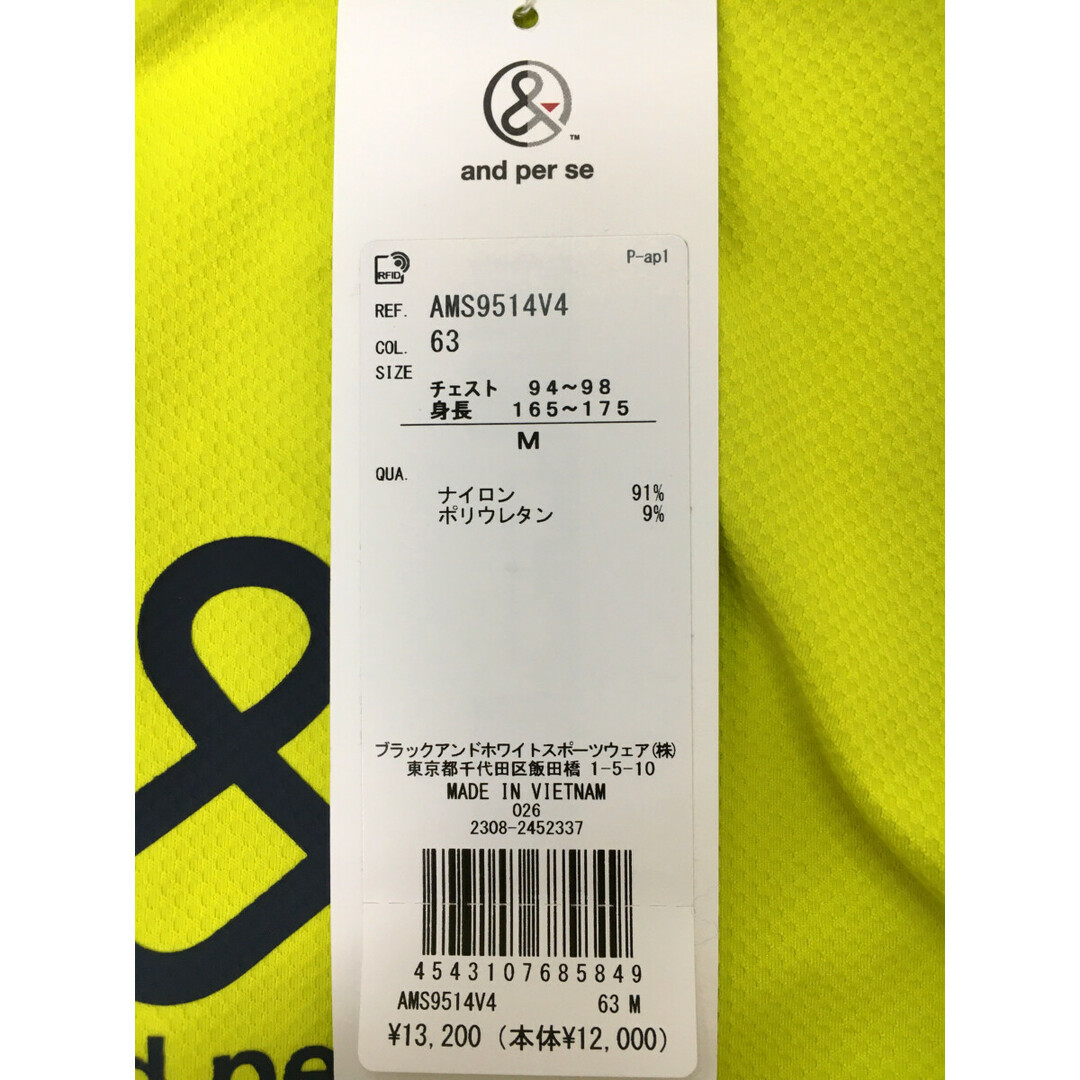 &
TM
and per se
RFID
P-ap1
REF. AMS9514V4
COL. 63
SIZE
チェスト 94～98
身長 165～175
M
QUA.
ナイロン 91%
ポリウレタン 9%
ブラックアンドホワイトスポーツウェア(株)
東京都千代田区飯田橋 1-5-10
MADE IN VIETNAM
026
2308-2452337
4543107685849
AMS9514V4 63 M
¥13,200 (本体¥12,000)
&
d pe